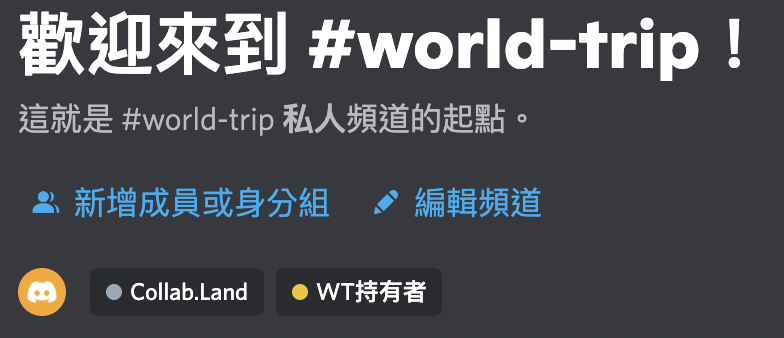 歡迎來到 #world-trip！
這就是 #world-trip 私人頻道的起點。
新增成員或身分組 編輯頻道
Collab.Land WT持有者